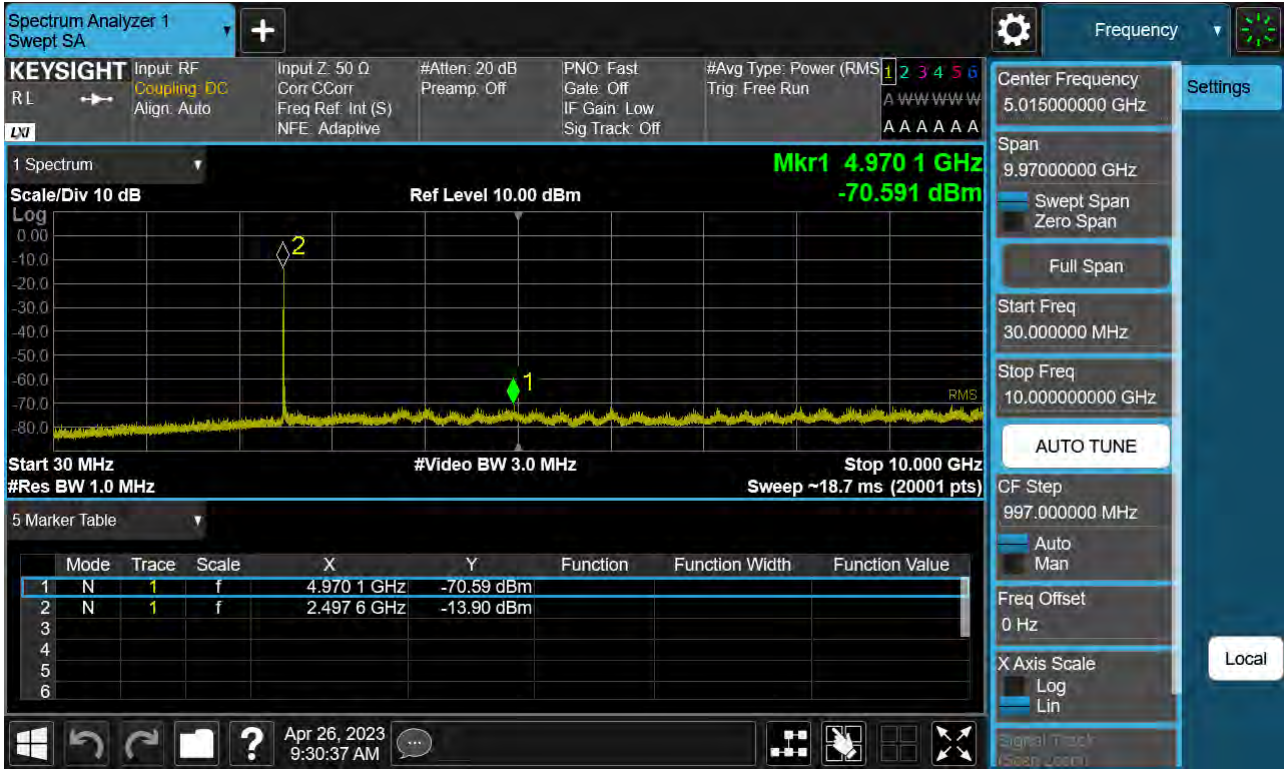 Spectrum Analyzer 1
Swept SA
Frequency
KEYSIGHT
RL
LXI
Input: RF
Coupling: DC
Align: Auto
Input Z: 50 Ω
Corr CCorr
Freq Ref: Int (S)
NFE: Adaptive
#Atten: 20 dB
Preamp: Off
PNO: Fast
Gate: Off
IF Gain: Low
Sig Track: Off
#Avg Type: Power (RMS
Trig: Free Run
1 2 3 4 5 6
A W W W W W
A A A A A A
1 Spectrum
Mkr1 4.970 1 GHz
-70.591 dBm
Scale/Div 10 dB
Ref Level 10.00 dBm
Log
0.00
-10.0
-20.0
-30.0
-40.0
-50.0
-60.0
-70.0
-80.0
2
1
RMS
Start 30 MHz
#Video BW 3.0 MHz
Stop 10.000 GHz
#Res BW 1.0 MHz
Sweep ~18.7 ms (20001 pts)
5 Marker Table
Mode Trace Scale X Y Function Function Width Function Value
1 N 1 f 4.970 1 GHz -70.59 dBm
2 N 1 f 2.497 6 GHz -13.90 dBm
3
4
5
6
Apr 26, 2023
9:30:37 AM
Center Frequency
5.015000000 GHz
Span
9.97000000 GHz
Swept Span
Zero Span
Full Span
Start Freq
30.000000 MHz
Stop Freq
10.000000000 GHz
AUTO TUNE
CF Step
997.000000 MHz
Auto
Man
Freq Offset
0 Hz
X Axis Scale
Log
Lin
Signal Track
(Span Zoom)
Settings
Local